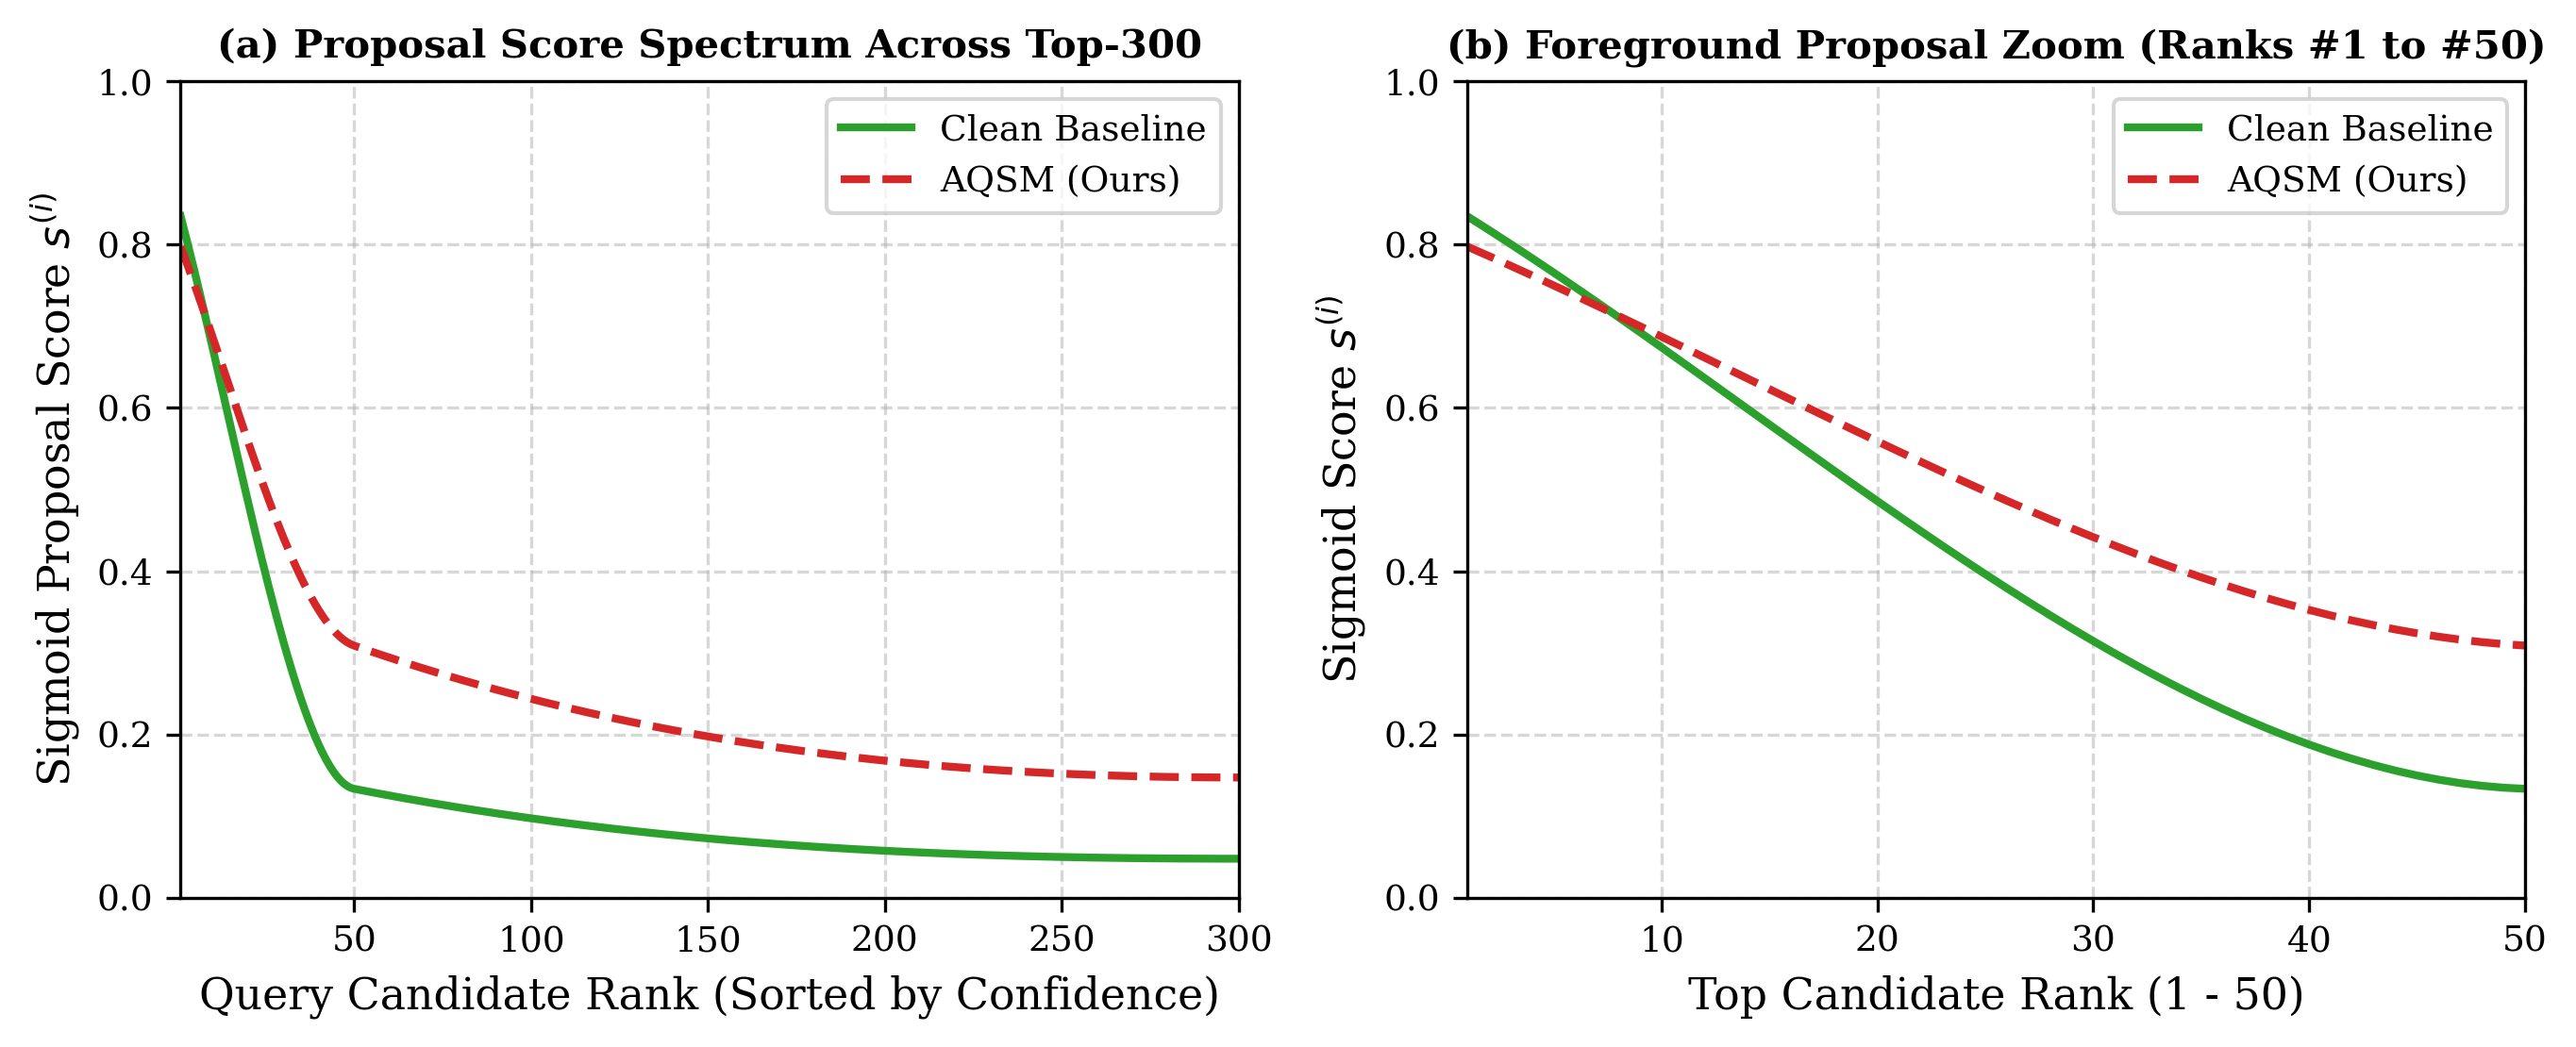 (a) Proposal Score Spectrum Across Top-300
Sigmoid Proposal Score s^(i)
1.0
0.8
0.6
0.4
0.2
0.0
Clean Baseline
AQSM (Ours)
50 100 150 200 250 300
Query Candidate Rank (Sorted by Confidence)
(b) Foreground Proposal Zoom (Ranks #1 to #50)
Sigmoid Score s^(i)
1.0
0.8
0.6
0.4
0.2
0.0
Clean Baseline
AQSM (Ours)
10 20 30 40 50
Top Candidate Rank (1 - 50)